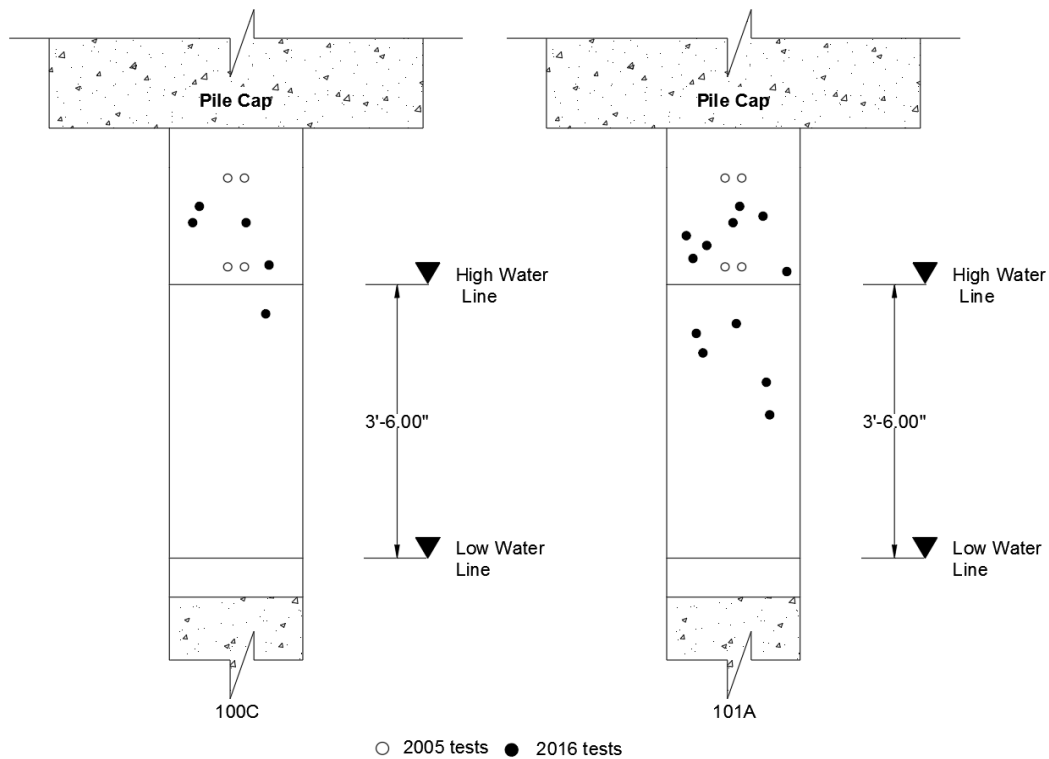 Pile Cap
High Water
Line
3'-6.00"
Low Water
Line
100C
Pile Cap
High Water
Line
3'-6.00"
Low Water
Line
101A
2005 tests
2016 tests